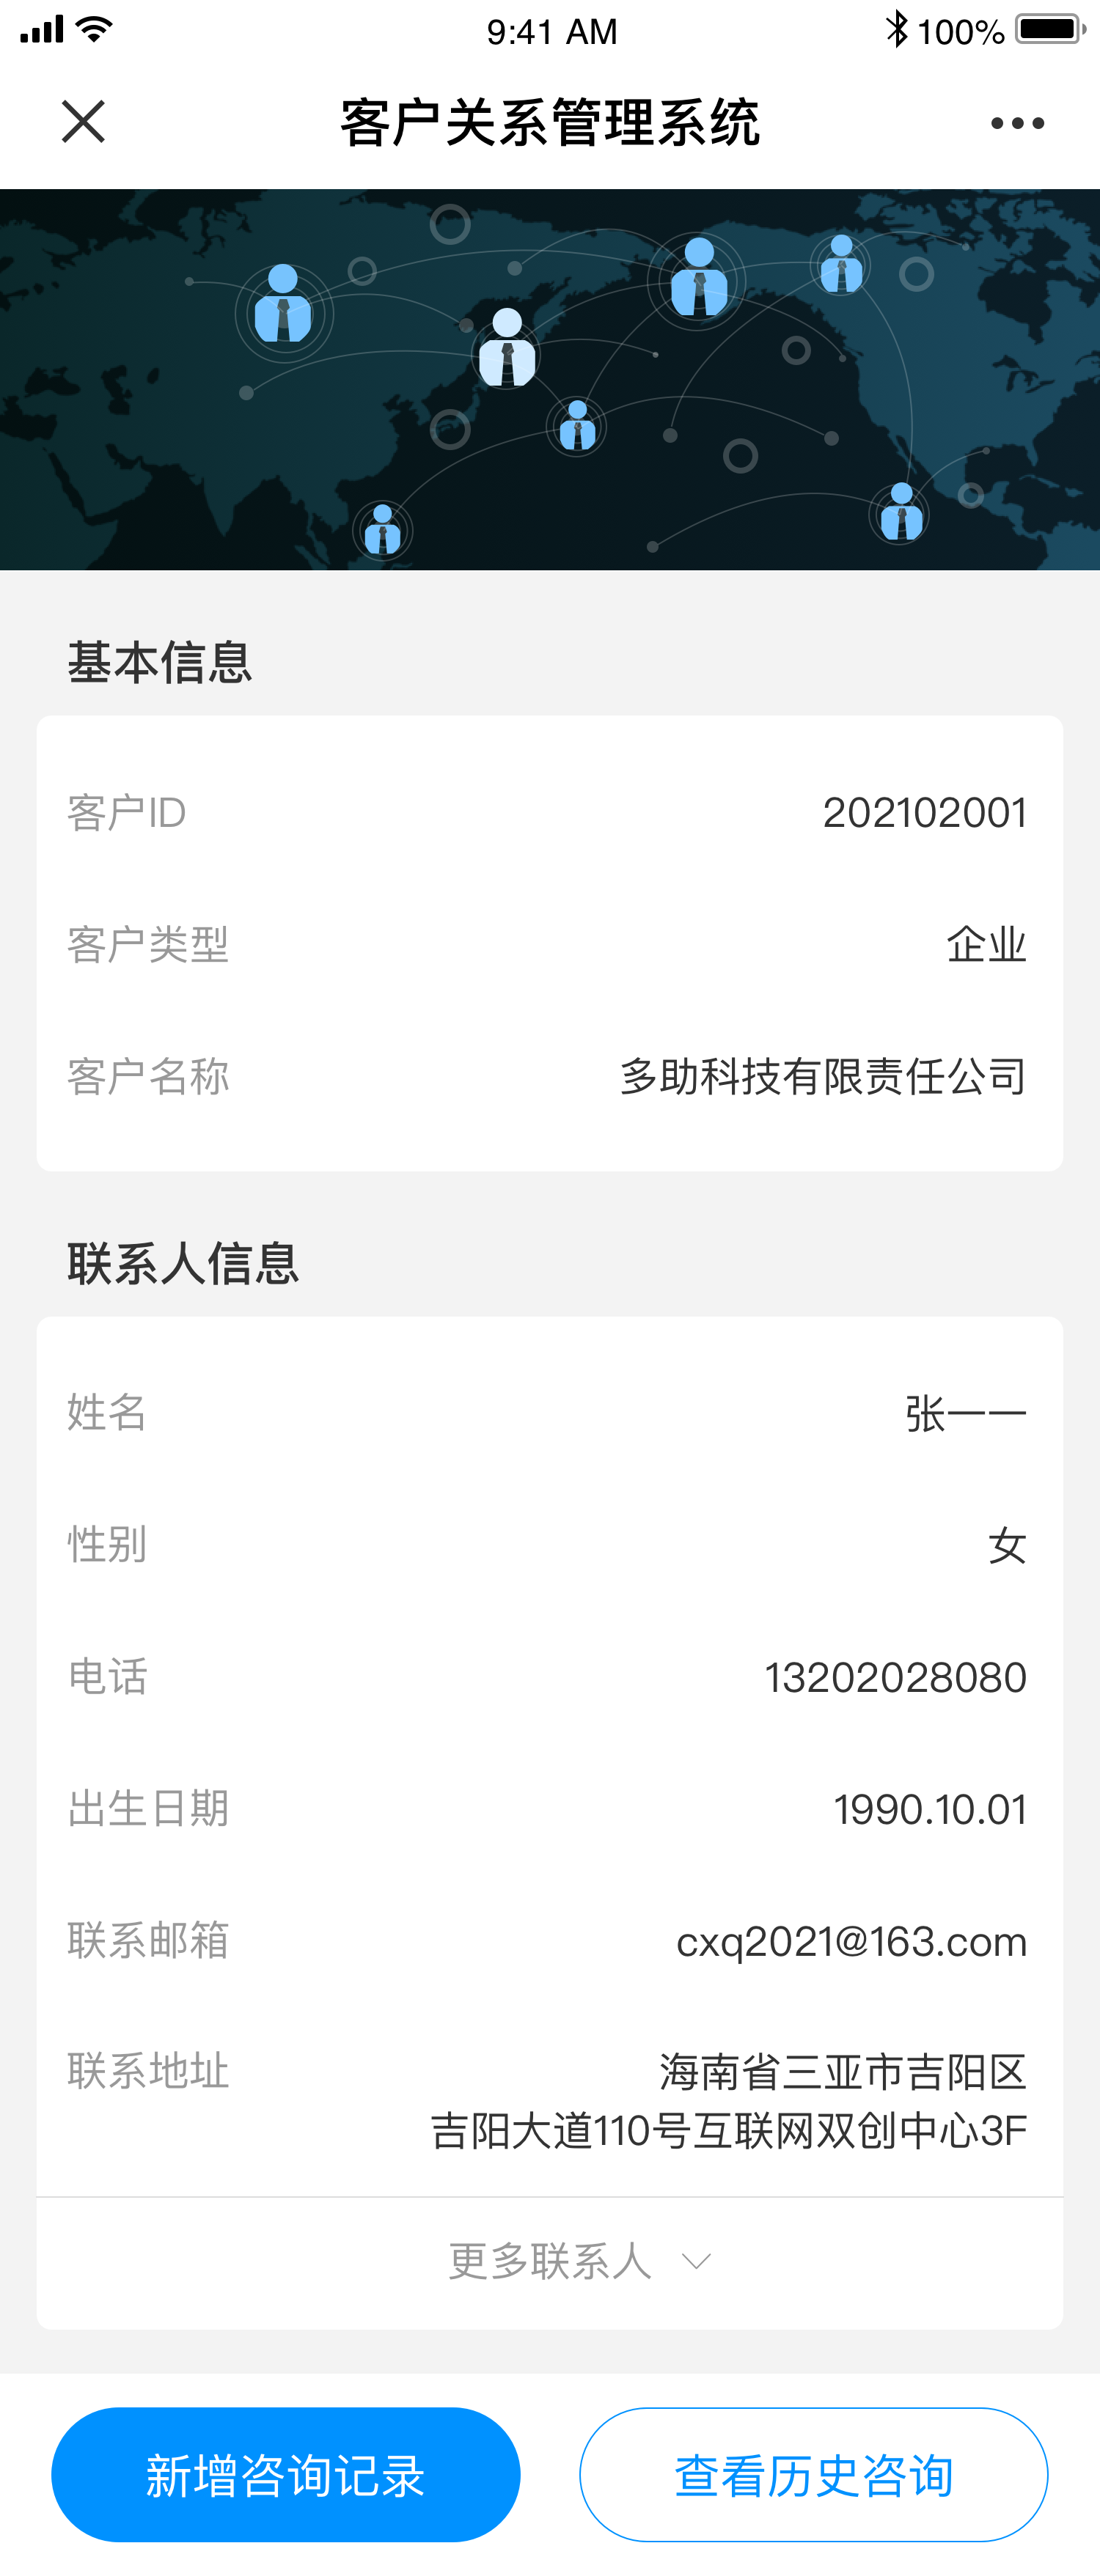 9:41 AM
100%
客户关系管理系统
基本信息
客户ID 202102001
客户类型 企业
客户名称 多助科技有限责任公司
联系人信息
姓名 张一一
性别 女
电话 13202028080
出生日期 1990.10.01
联系邮箱 cxq2021@163.com
联系地址 海南省三亚市吉阳区
吉阳大道110号互联网双创中心3F
更多联系人
新增咨询记录
查看历史咨询